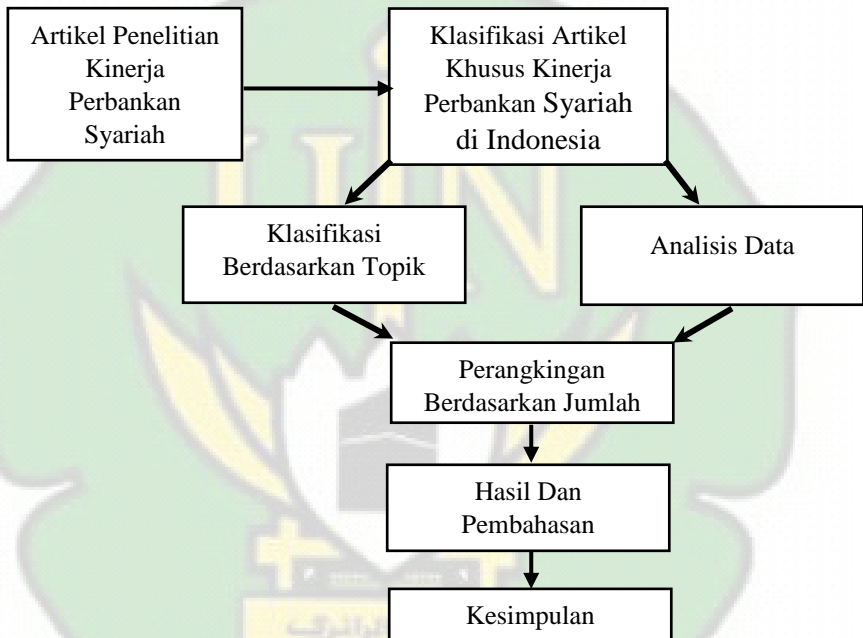 Artikel Penelitian
Kinerja
Perbankan
Syariah
Klasifikasi Artikel
Khusus Kinerja
Perbankan Syariah
di Indonesia
Klasifikasi
Berdasarkan Topik
Analisis Data
Perangkingan
Berdasarkan Jumlah
Hasil Dan
Pembahasan
Kesimpulan